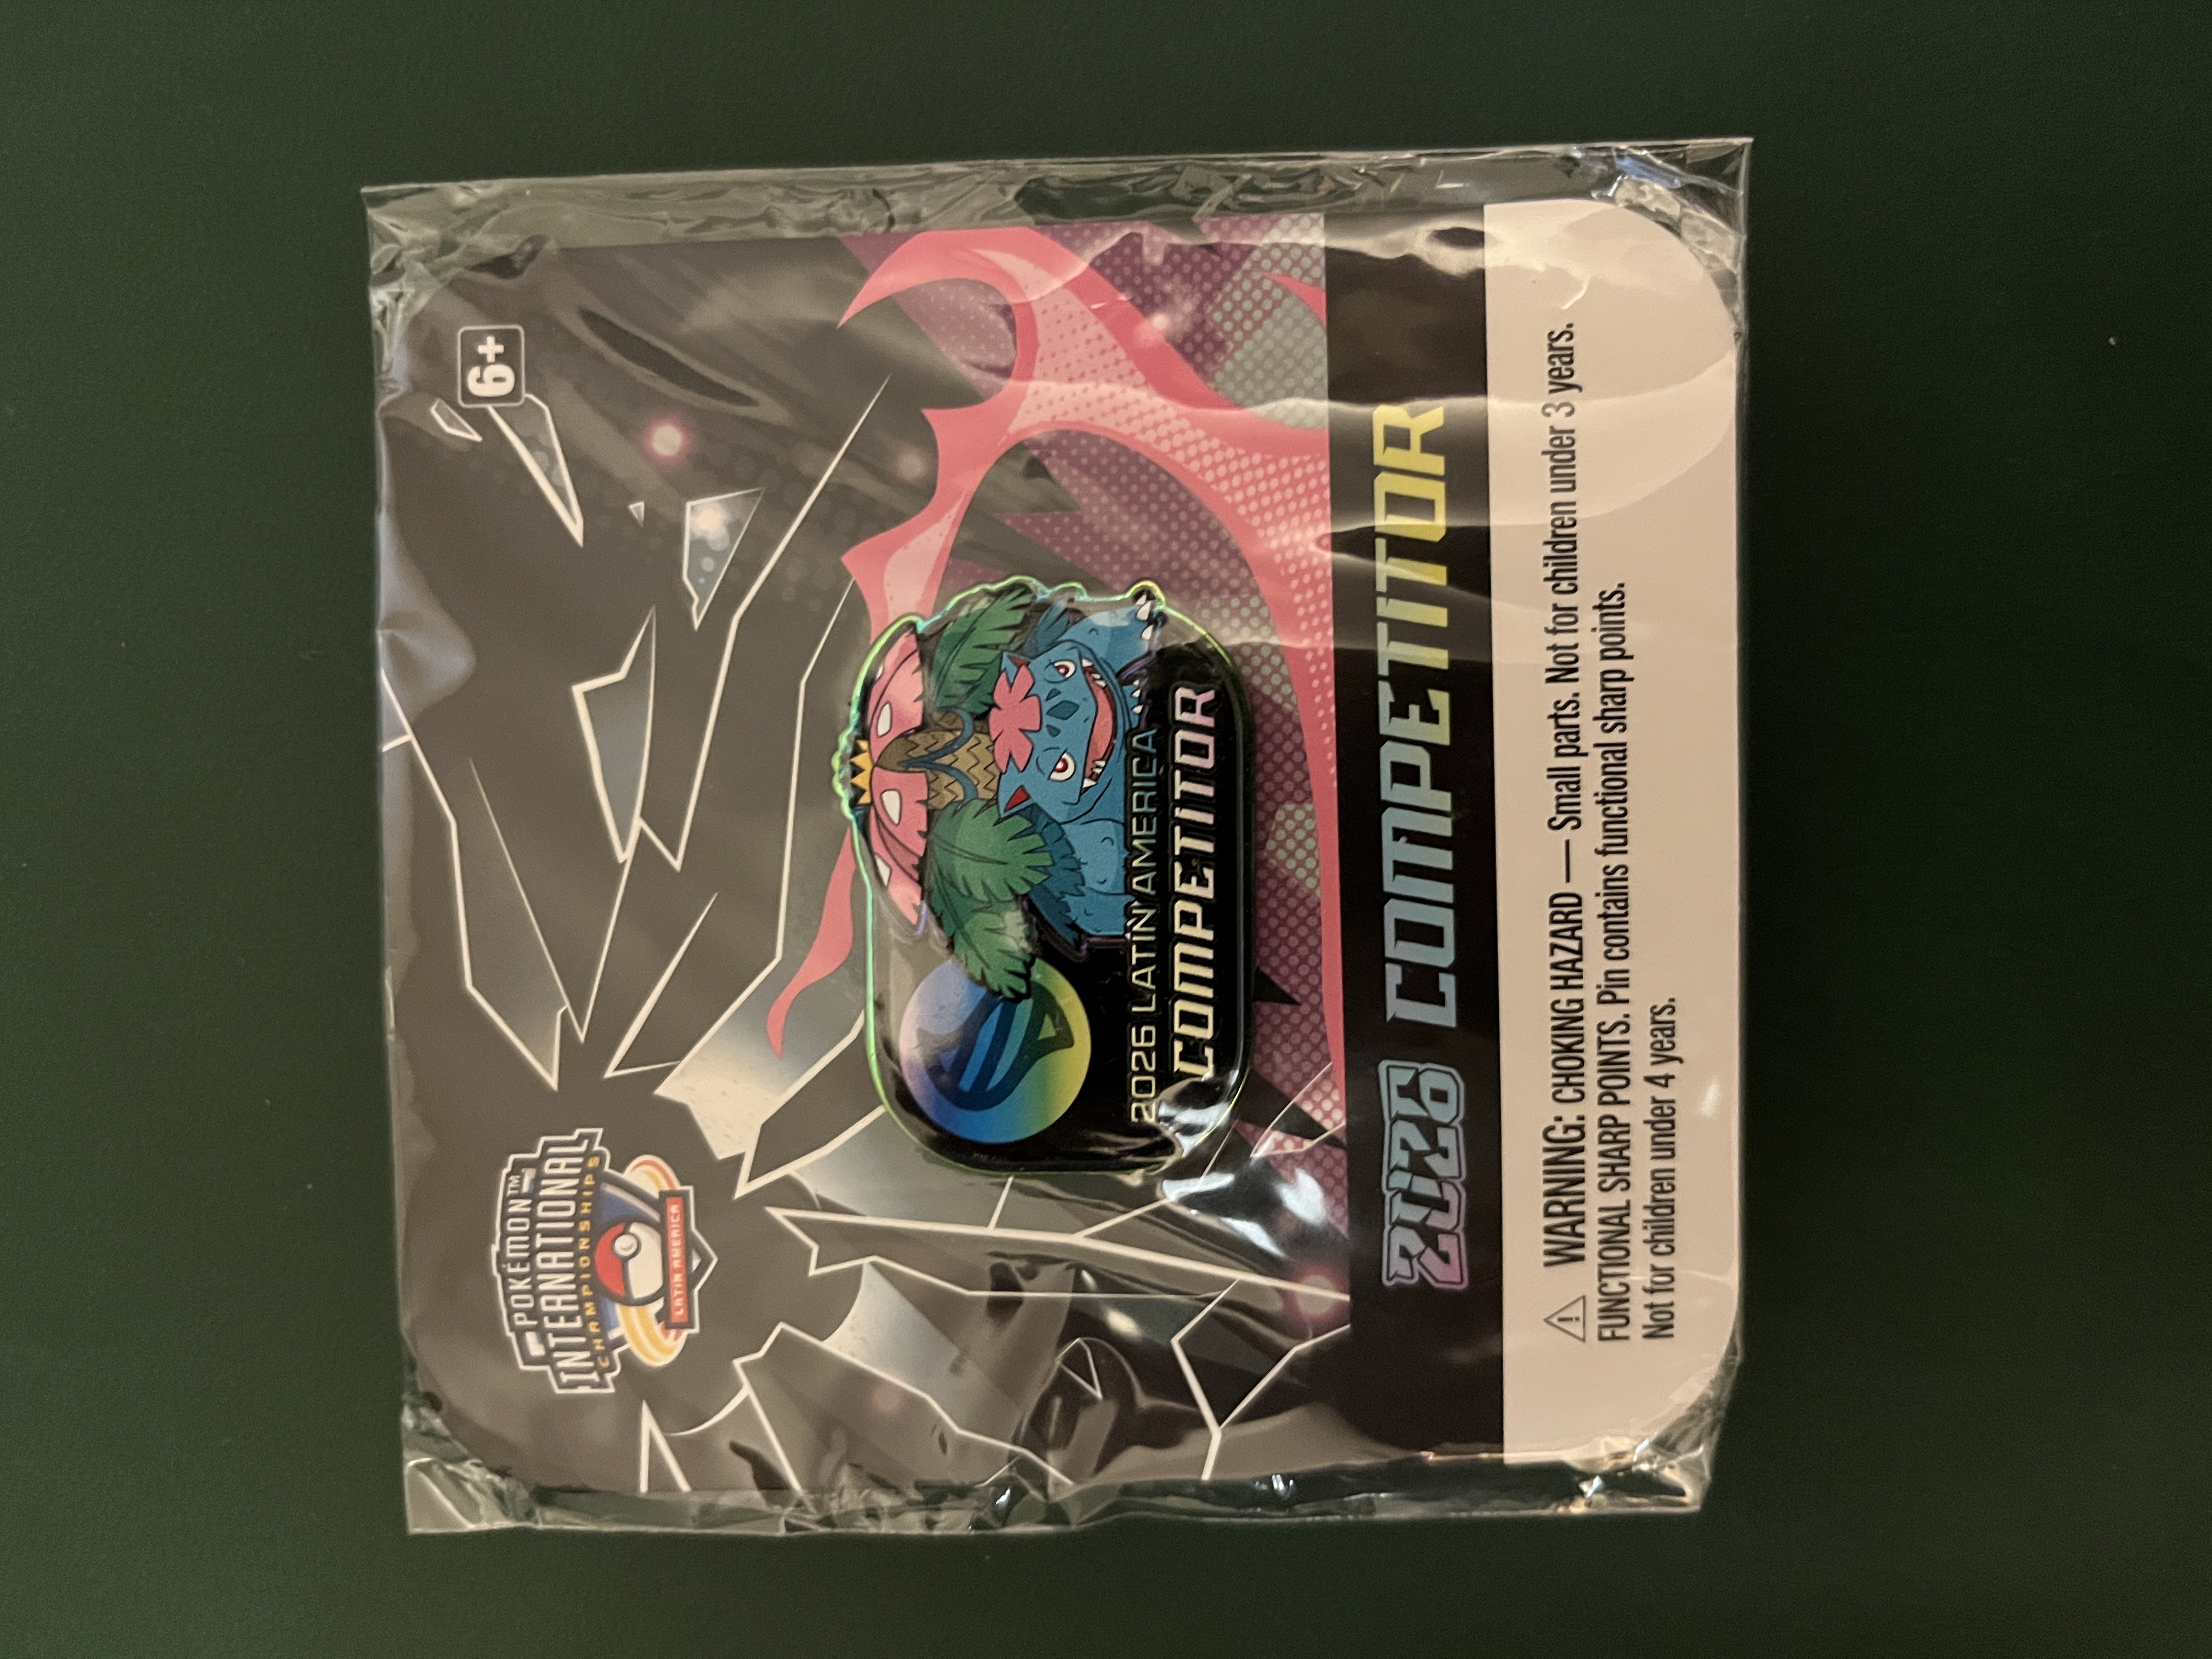 POKÉMON™
INTERNATIONAL
CHAMPIONSHIPS
LATIN AMERICA
6+
2026 LATIN AMERICA
COMPETITOR
2026 COMPETITOR
⚠ WARNING: CHOKING HAZARD — Small parts. Not for children under 3 years.
FUNCTIONAL SHARP POINTS. Pin contains functional sharp points.
Not for children under 4 years.